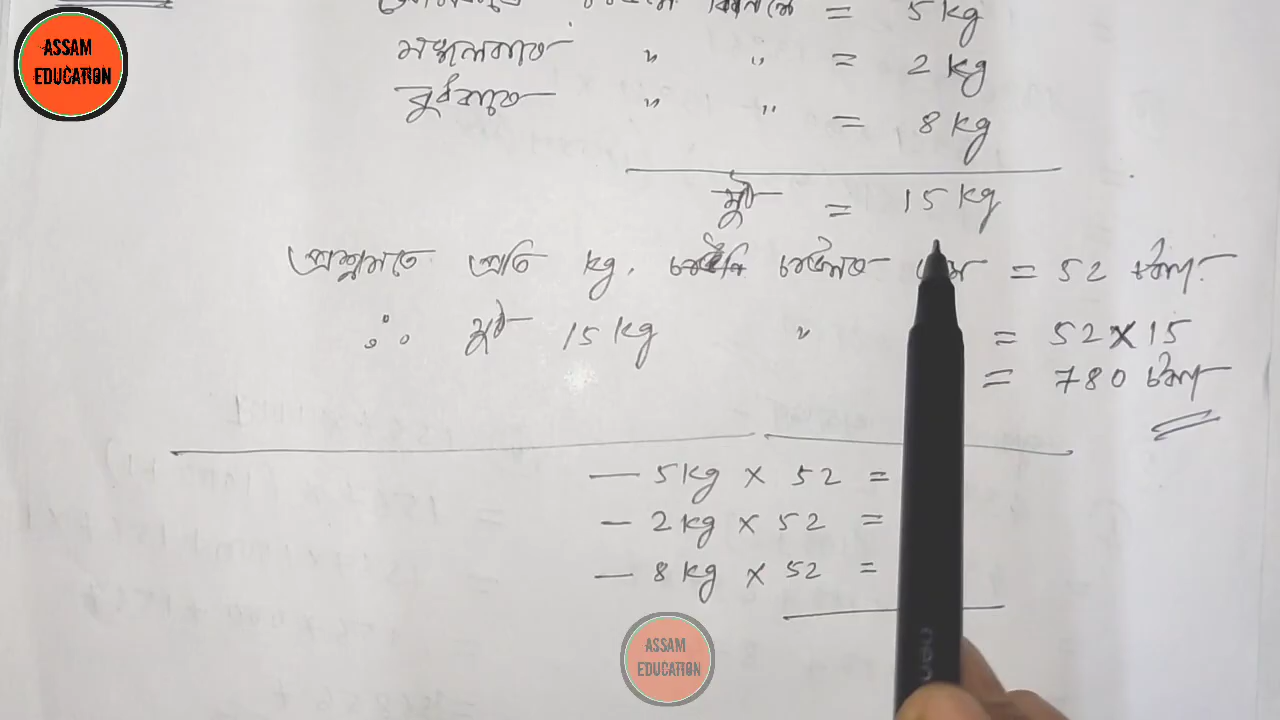 ASSAM
EDUCATION
= 5 kg
মঙ্গলবাৰে " " = 2 kg
বুধবাৰে " " = 8 kg
মুঠ = 15 kg
প্ৰশ্নমতে প্ৰতি kg. = 52 টকা
∴ মুঠ 15 kg " = 52 × 15
= 780 টকা
— 5 kg × 52 =
— 2 kg × 52 =
— 8 kg × 52 =
ASSAM
EDUCATION